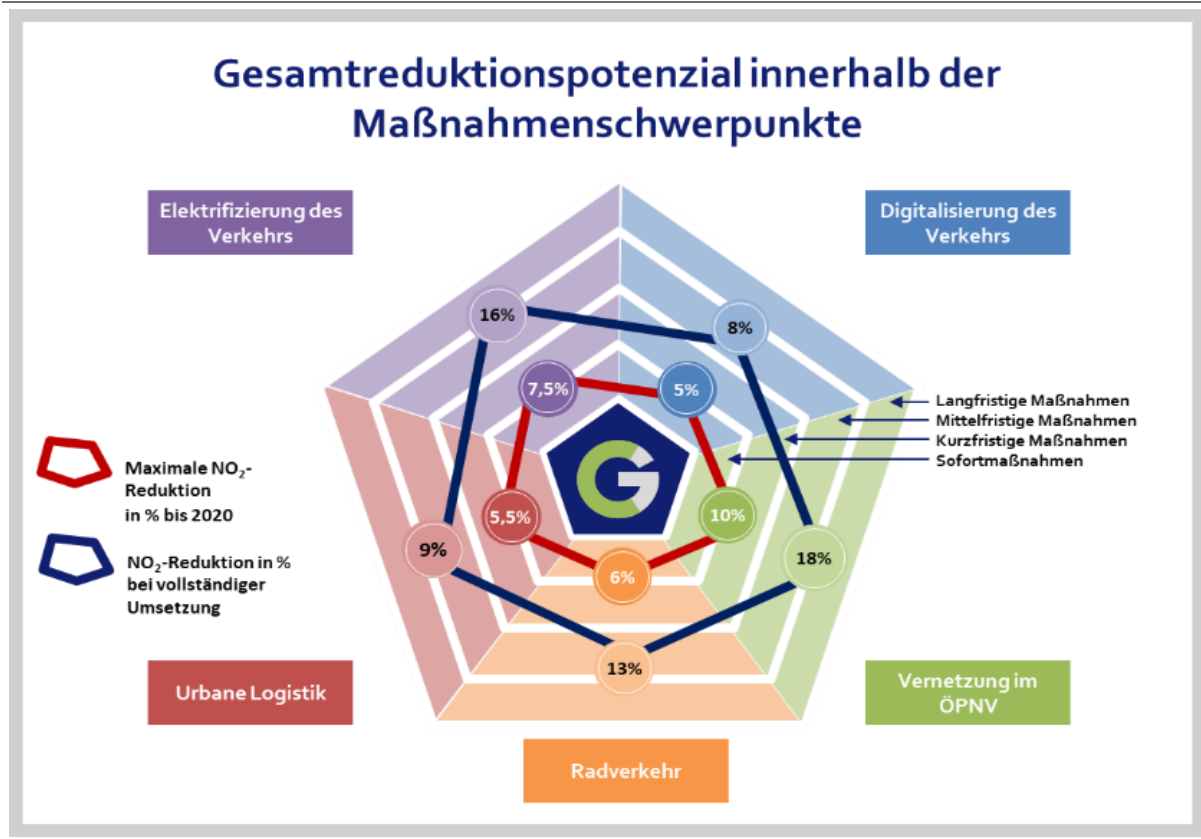 Gesamtreduktionspotenzial innerhalb der
Maßnahmenschwerpunkte
Elektrifizierung des
Verkehrs
Digitalisierung des
Verkehrs
16%
8%
7,5%
5%
Langfristige Maßnahmen
Mittelfristige Maßnahmen
Kurzfristige Maßnahmen
Sofortmaßnahmen
Maximale NO₂-
Reduktion
in % bis 2020
5,5%
10%
G
9%
18%
NO₂-Reduktion in %
bei vollständiger
Umsetzung
6%
13%
Urbane Logistik
Vernetzung im
ÖPNV
Radverkehr